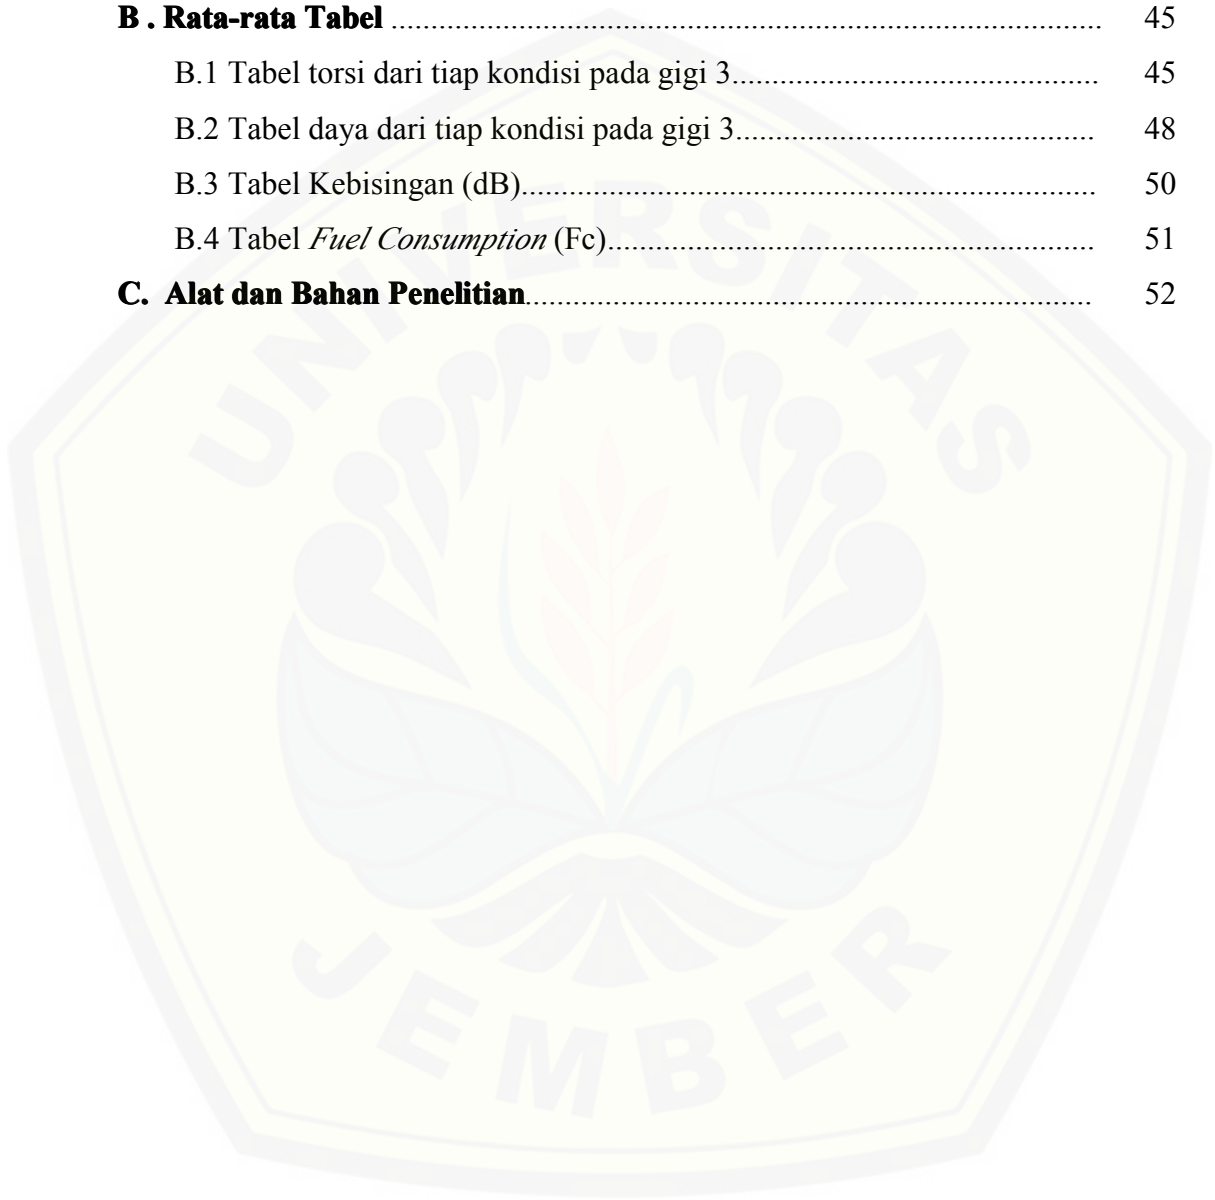 B . Rata-rata Tabel ........................................................................................... 45
B.1 Tabel torsi dari tiap kondisi pada gigi 3............................................... 45
B.2 Tabel daya dari tiap kondisi pada gigi 3.............................................. 48
B.3 Tabel Kebisingan (dB)......................................................................... 50
B.4 Tabel Fuel Consumption (Fc).............................................................. 51
C. Alat dan Bahan Penelitian........................................................................ 52
UNIVERSITAS
JEMBER